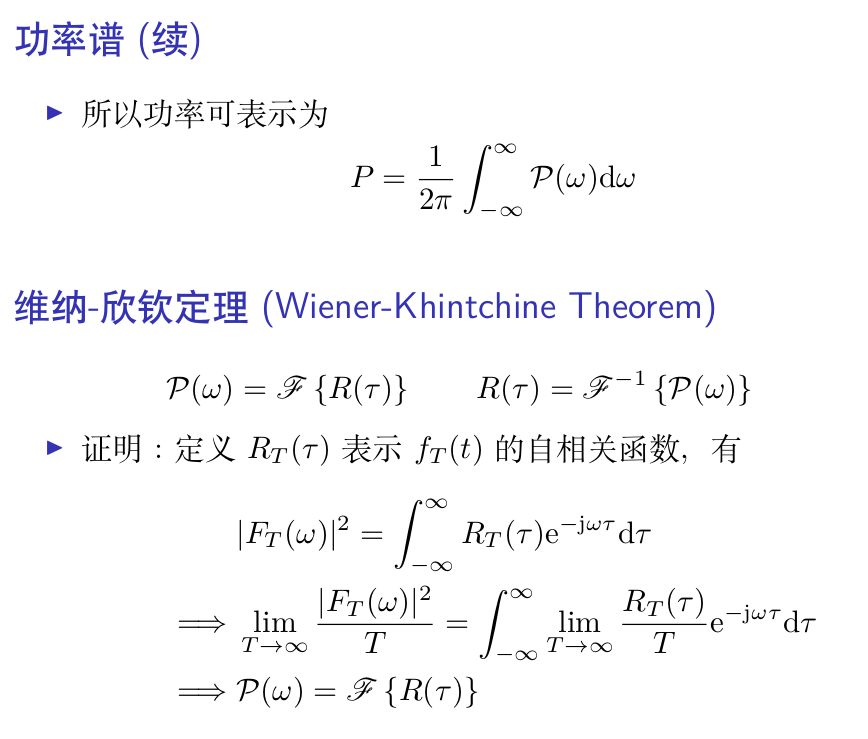 功率谱 (续)
▶ 所以功率可表示为
$P = \frac{1}{2\pi} \int_{-\infty}^{\infty} \mathcal{P}(\omega) \mathrm{d}\omega$
维纳-欣钦定理 (Wiener-Khintchine Theorem)
$\mathcal{P}(\omega) = \mathscr{F}\{R(\tau)\} \qquad R(\tau) = \mathscr{F}^{-1}\{\mathcal{P}(\omega)\}$
▶ 证明：定义 $R_T(\tau)$ 表示 $f_T(t)$ 的自相关函数，有
$|F_T(\omega)|^2 = \int_{-\infty}^{\infty} R_T(\tau) \mathrm{e}^{-\mathrm{j}\omega\tau} \mathrm{d}\tau$
$\Longrightarrow \lim_{T \to \infty} \frac{|F_T(\omega)|^2}{T} = \int_{-\infty}^{\infty} \lim_{T \to \infty} \frac{R_T(\tau)}{T} \mathrm{e}^{-\mathrm{j}\omega\tau} \mathrm{d}\tau$
$\Longrightarrow \mathcal{P}(\omega) = \mathscr{F}\{R(\tau)\}$